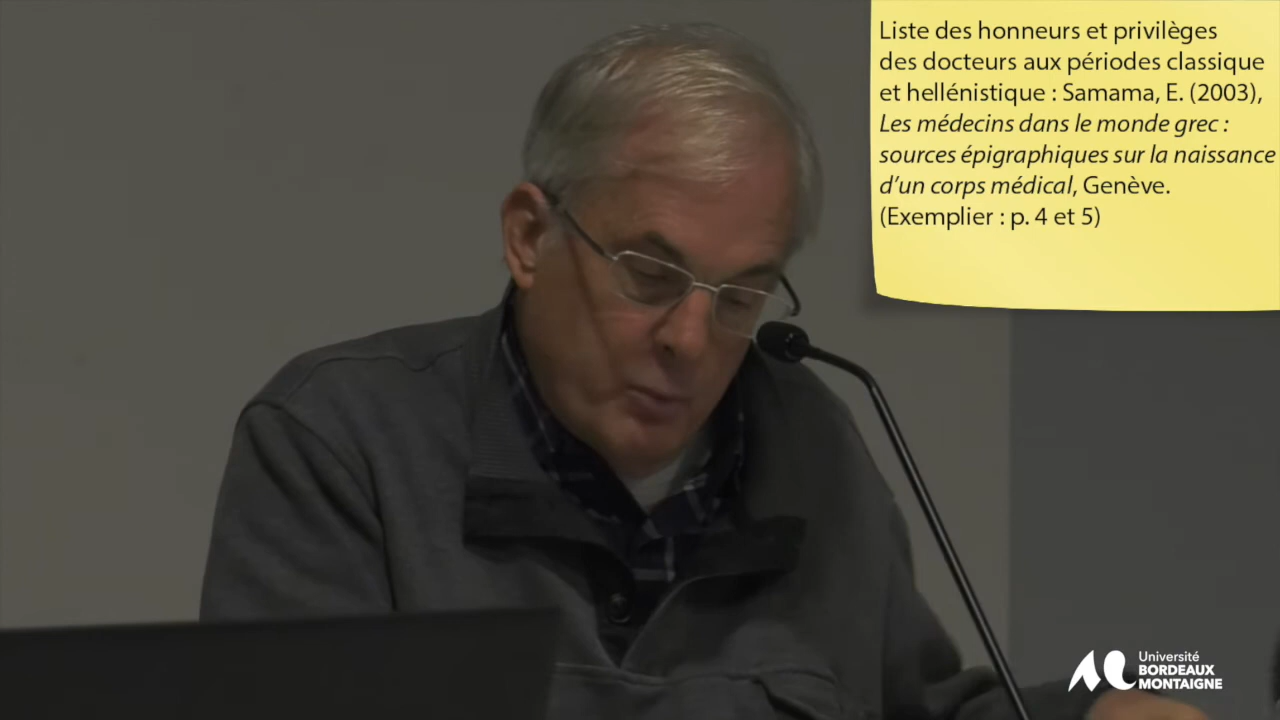 Liste des honneurs et privilèges
des docteurs aux périodes classique
et hellénistique : Samama, E. (2003),
Les médecins dans le monde grec :
sources épigraphiques sur la naissance
d'un corps médical, Genève.
(Exemplier : p. 4 et 5)
Université
BORDEAUX
MONTAIGNE